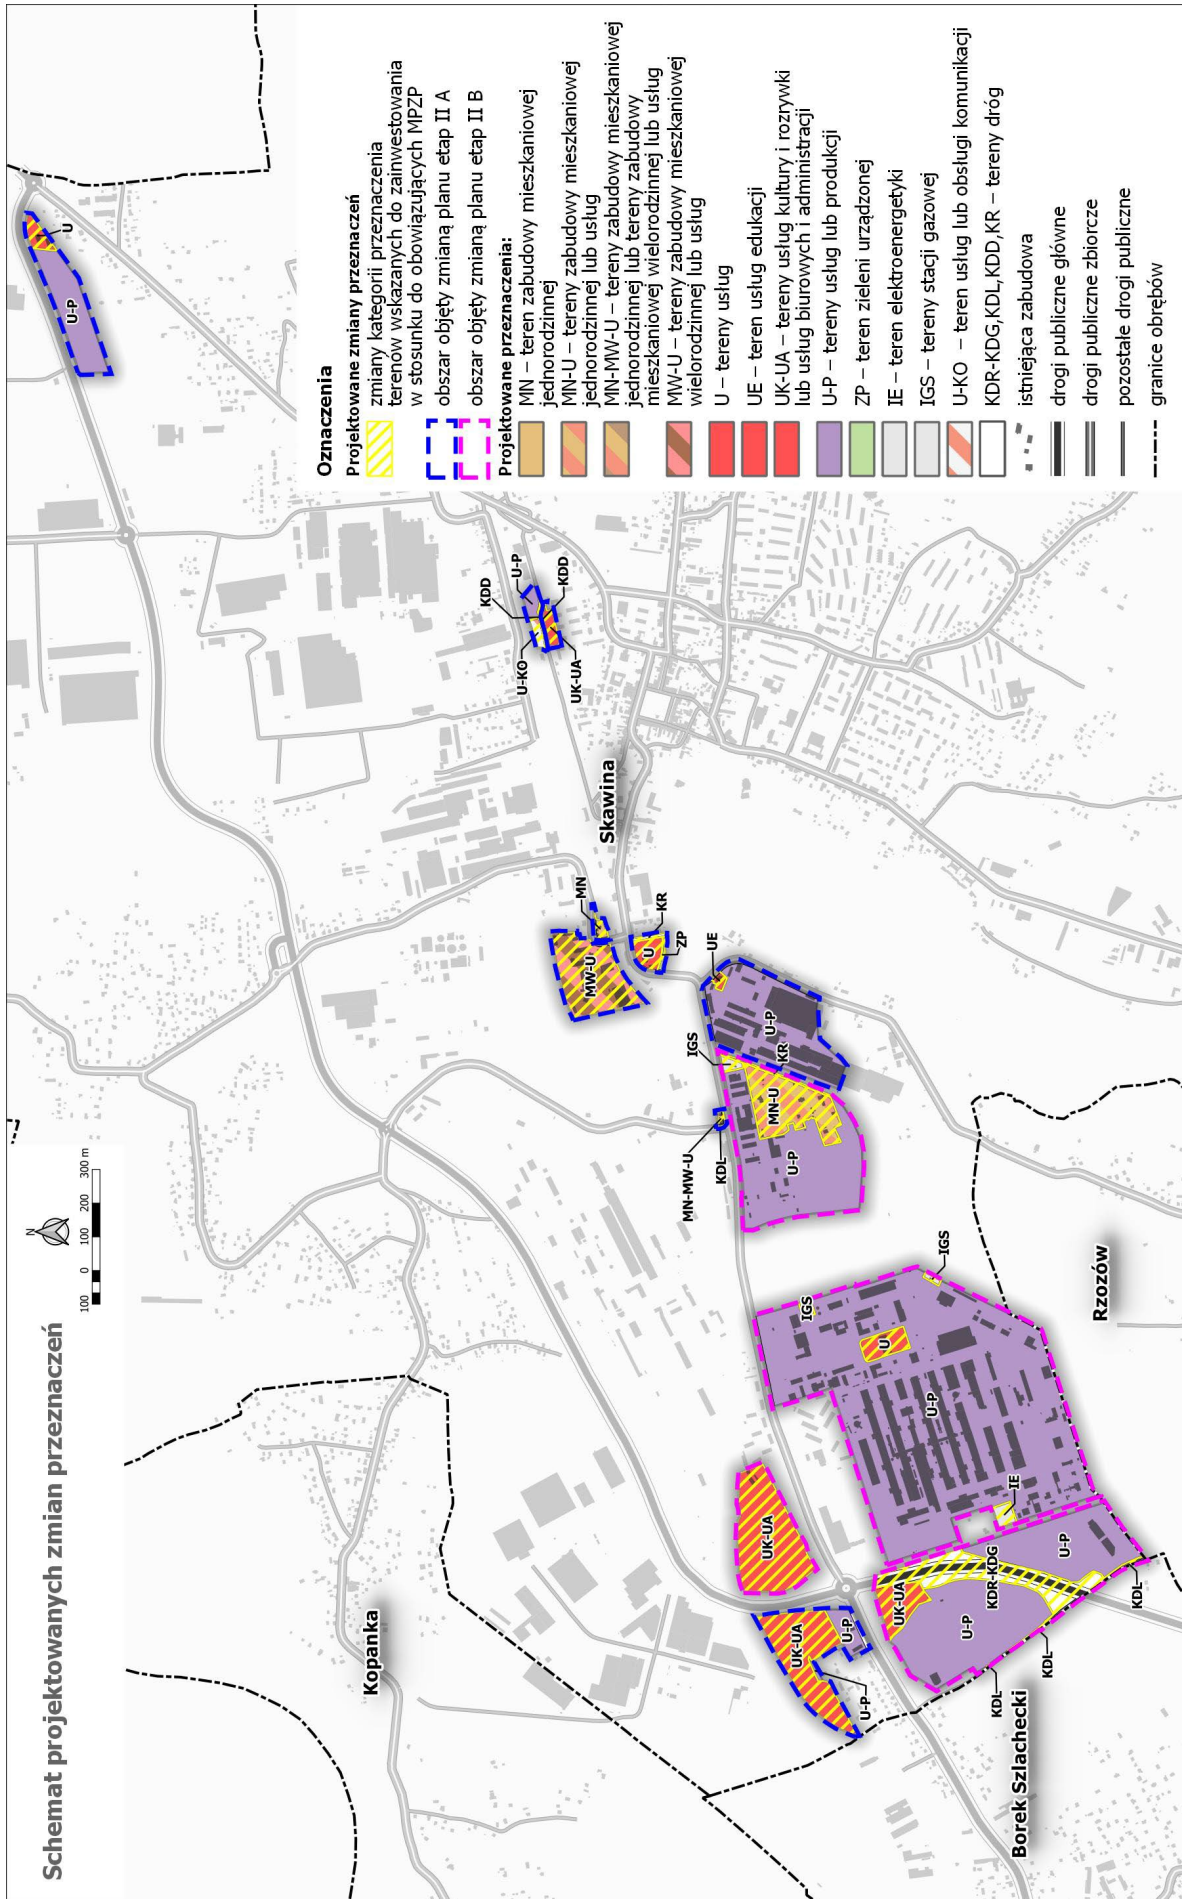 Schemat projektowanych zmian przeznaczeń
N
100 0 100 200 300 m
Oznaczenia
Projektowane zmiany przeznaczeń
zmiany kategorii przeznaczenia
terenów wskazanych do zainwestowania
w stosunku do obowiązujących MPZP
obszar objęty zmianą planu etap II A
obszar objęty zmianą planu etap II B
Projektowane przeznaczenia:
MN – teren zabudowy mieszkaniowej
jednorodzinnej
MN-U – tereny zabudowy mieszkaniowej
jednorodzinnej lub usług
MN-MW-U – tereny zabudowy mieszkaniowej
jednorodzinnej lub tereny zabudowy
mieszkaniowej wielorodzinnej lub usług
MW-U – tereny zabudowy mieszkaniowej
wielorodzinnej lub usług
U – tereny usług
UE – teren usług edukacji
UK-UA – tereny usług kultury i rozrywki
lub usług biurowych i administracji
U-P – tereny usług lub produkcji
ZP – teren zieleni urządzonej
IE – teren elektroenergetyki
IGS – tereny stacji gazowej
U-KO – teren usług lub obsługi komunikacji
KDR-KDG,KDL,KDD,KR – tereny dróg
istniejąca zabudowa
drogi publiczne główne
drogi publiczne zbiorcze
pozostałe drogi publiczne
granice obrębów
U
U-P
KDD
U-P
U-KO
KDD
UK-UA
Skawina
MN
MW-U
U
KR
ZP
UE
U-P
KR
IGS
MN-U
MN-MW-U
KDL
U-P
IGS
IGS
U
U-P
IE
Rzozów
Kopanka
UK-UA
UK-UA
U-P
U-P
UK-UA
KDR-KDG
U-P
U-P
KDL
KDL
KDL
Borek Szlachecki